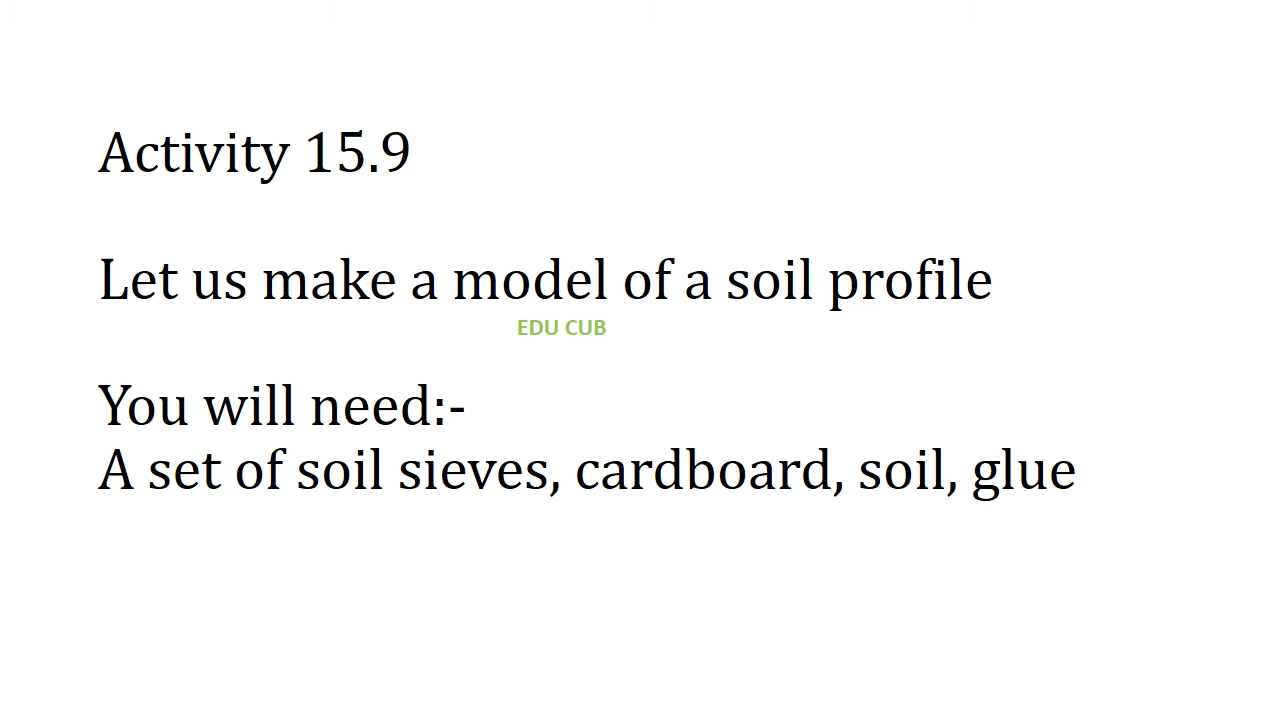 Activity 15.9
Let us make a model of a soil profile
EDU CUB
You will need:-
A set of soil sieves, cardboard, soil, glue